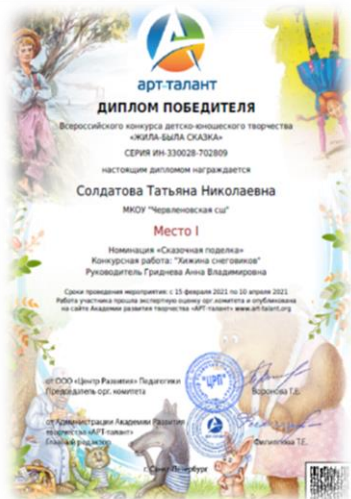 арт-талант
ДИПЛОМ ПОБЕДИТЕЛЯ
Всероссийского конкурса детско-юношеского творчества
«ЖИЛА-БЫЛА СКАЗКА»
СЕРИЯ ИН-330028-702809
настоящим дипломом награждается
Солдатова Татьяна Николаевна
МКОУ "Червленовская сш"
Место I
Номинация «Сказочная поделка»
Конкурсная работа: "Хижина снеговиков"
Руководитель Гриднева Анна Владимировна
Сроки проведения мероприятия: с 15 февраля 2021 по 10 апреля 2021
Работа участника прошла экспертную оценку орг.комитета и опубликована
на сайте Академии развития творчества «АРТ-талант» www.art-talant.org
от ООО «Центр Развития» Педагогики
Председатель орг. комитета
Воронова Г.Е.
"ЦРП"
от Администрации Академии Развития
творчества «АРТ-талант»
Главный редактор
Филиппова Т.Е.
г. Санкт-Петербург